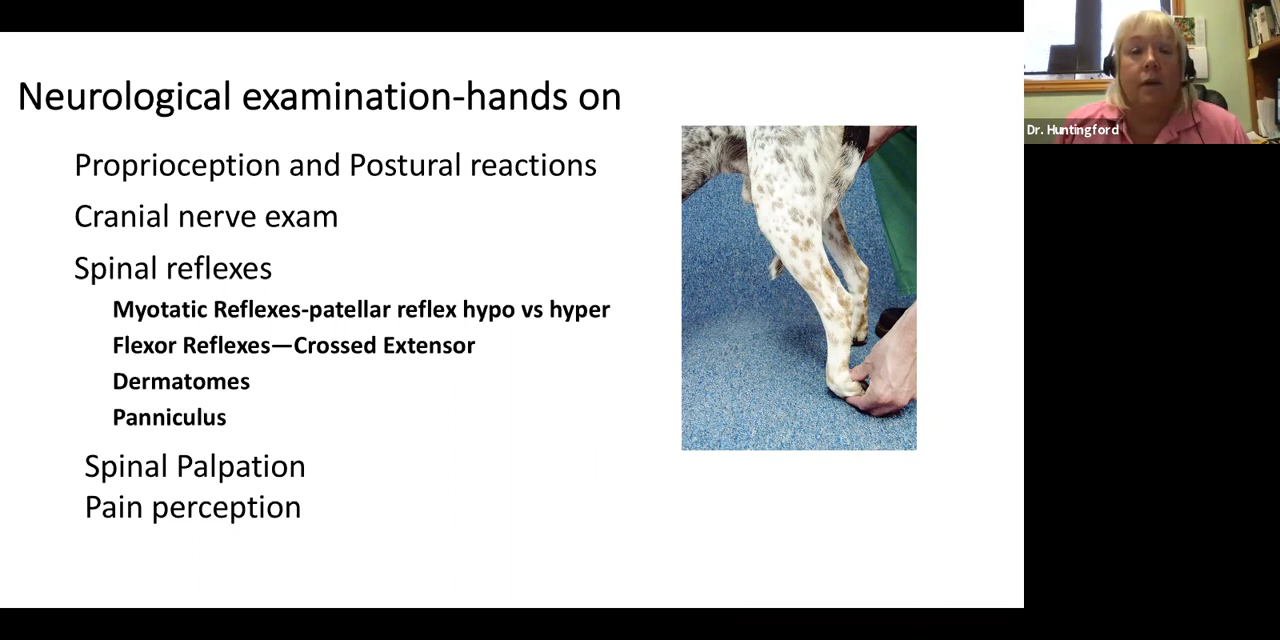 Neurological examination-hands on
Proprioception and Postural reactions
Cranial nerve exam
Spinal reflexes
Myotatic Reflexes-patellar reflex hypo vs hyper
Flexor Reflexes—Crossed Extensor
Dermatomes
Panniculus
Spinal Palpation
Pain perception
Dr. Huntingford